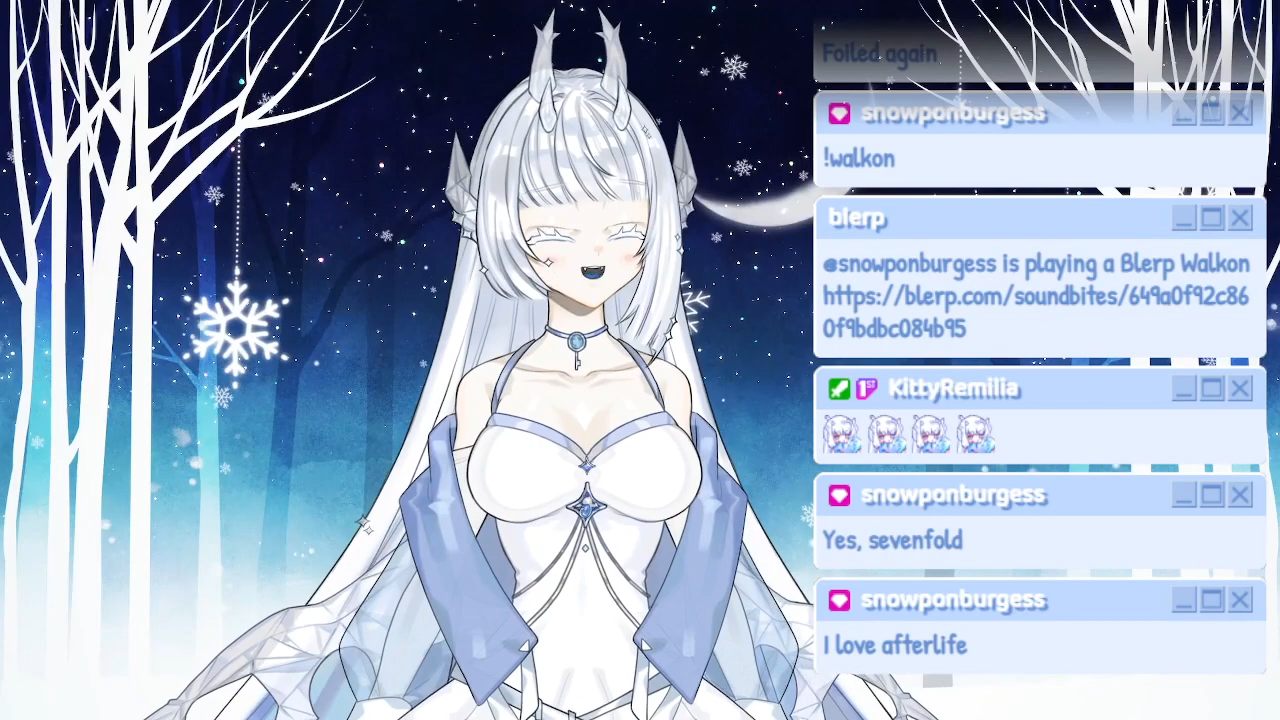 Foiled again
snowponburgess
!walkon
blerp
@snowponburgess is playing a Blerp Walkon
https://blerp.com/soundbites/649a0f92c86
0f9bdbc084b95
1ST KittyRemilia
snowponburgess
Yes, sevenfold
snowponburgess
I love afterlife